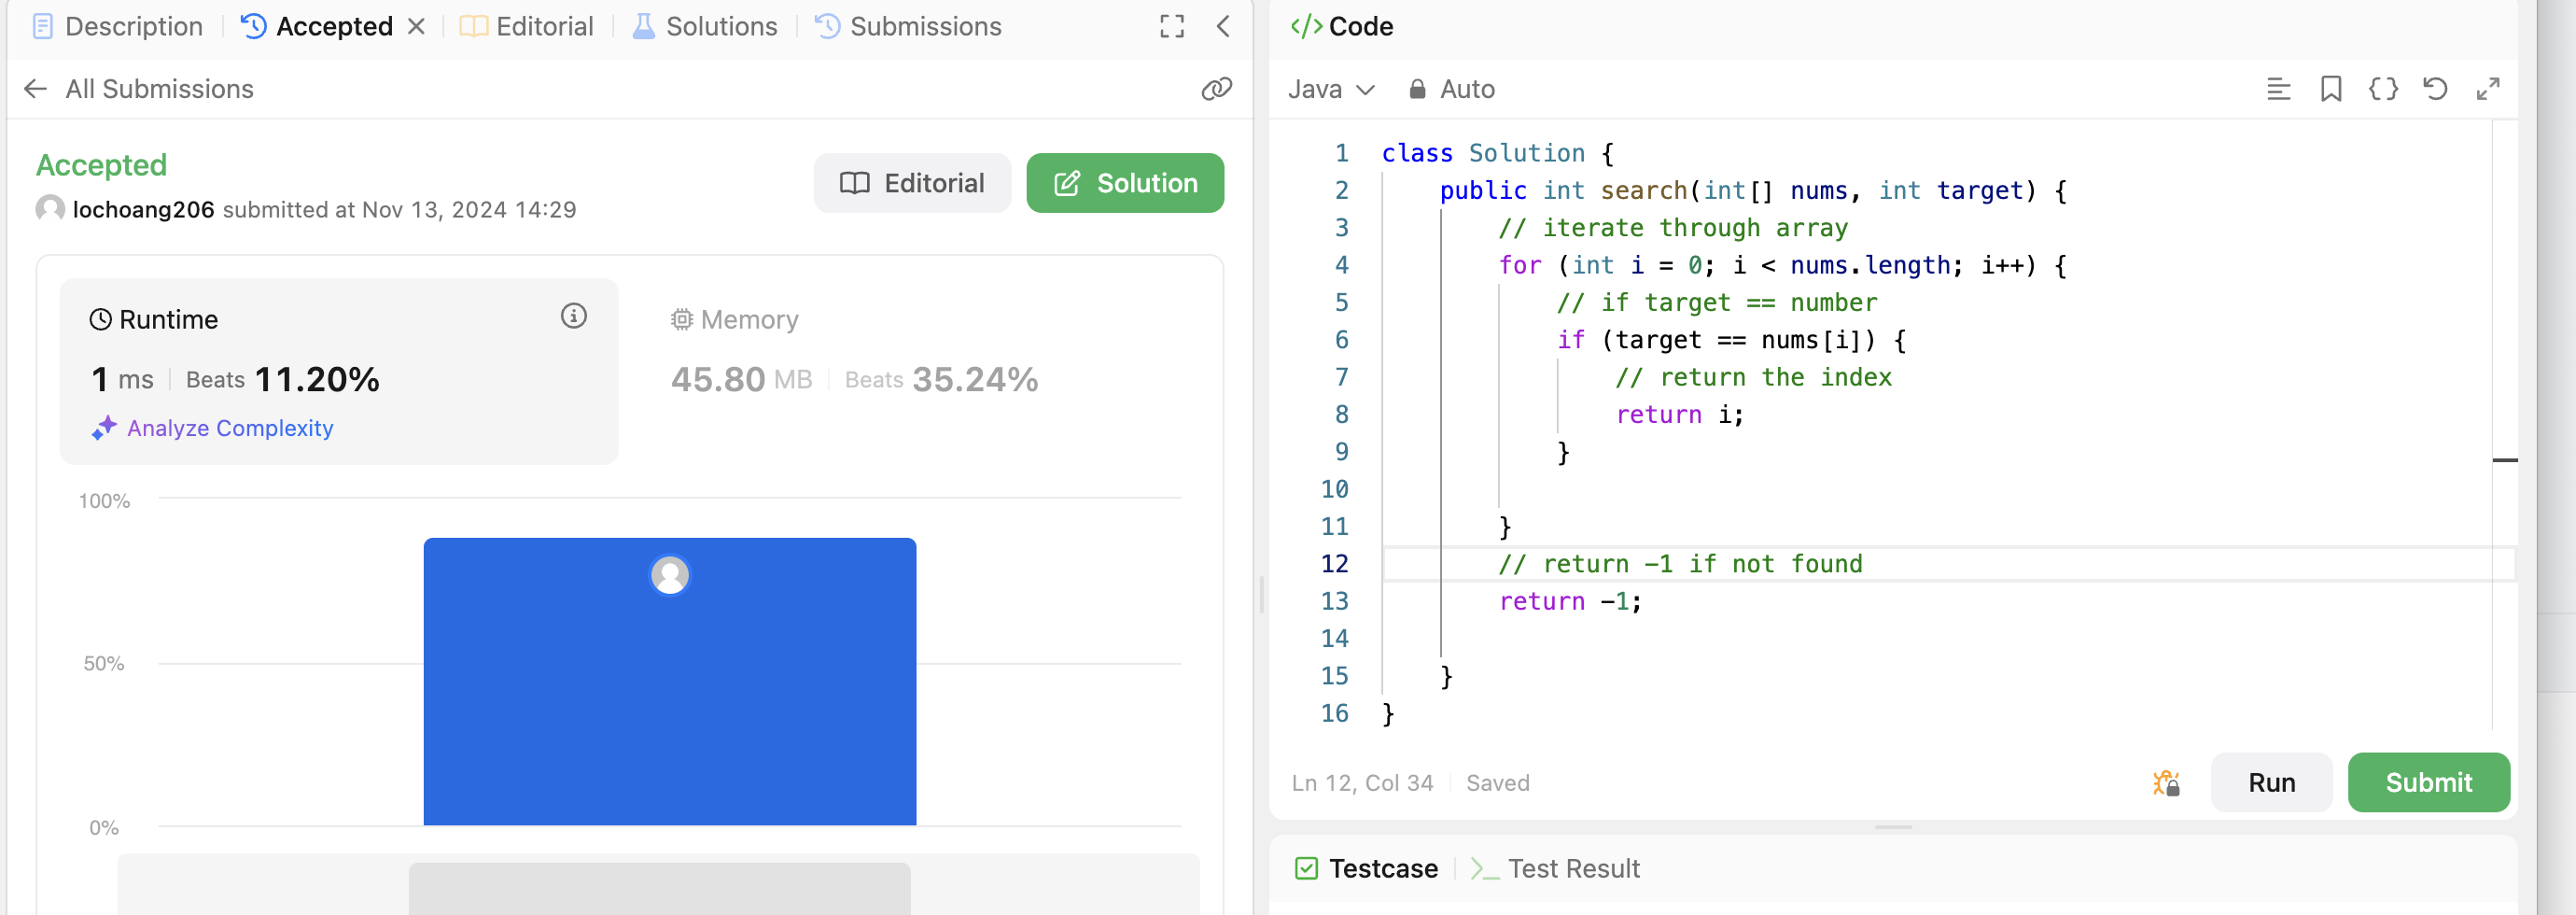 Description
Accepted
Editorial
Solutions
Submissions
All Submissions
Accepted
lochoang206 submitted at Nov 13, 2024 14:29
Editorial
Solution
Runtime
1 ms Beats 11.20%
Analyze Complexity
Memory
45.80 MB Beats 35.24%
100%
50%
0%
</> Code
Java
Auto
1 class Solution {
2     public int search(int[] nums, int target) {
3         // iterate through array
4         for (int i = 0; i < nums.length; i++) {
5             // if target == number
6             if (target == nums[i]) {
7                 // return the index
8                 return i;
9             }
10
11         }
12         // return -1 if not found
13         return -1;
14
15     }
16 }
Ln 12, Col 34 Saved
Run
Submit
Testcase
>_ Test Result